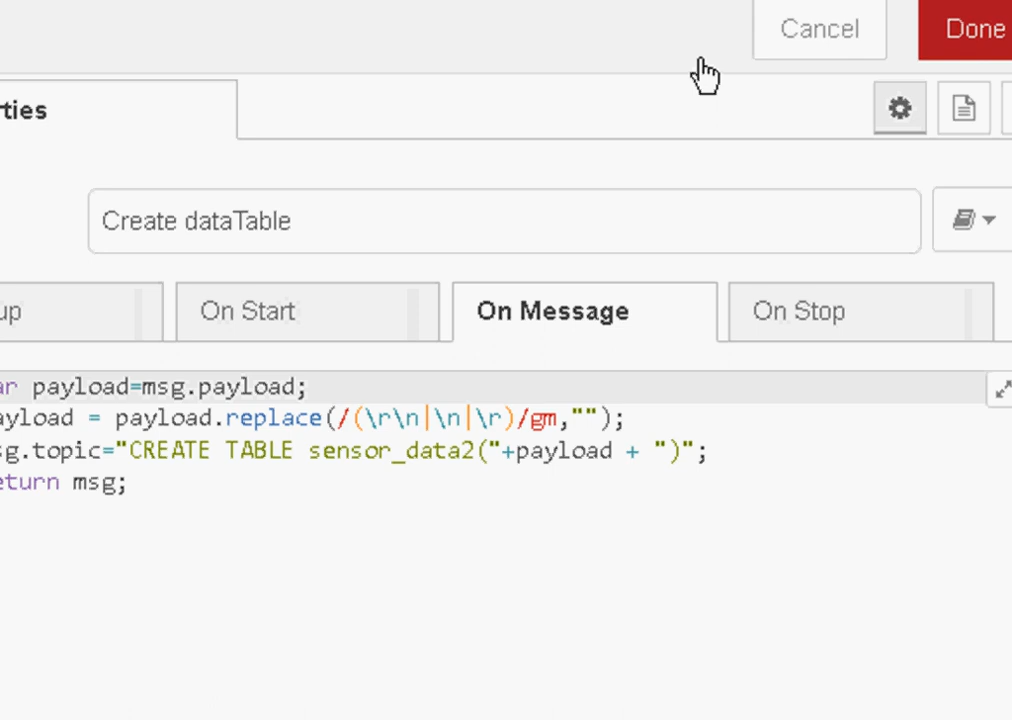 Cancel
Done
rties
Create dataTable
up
On Start
On Message
On Stop
ar payload=msg.payload;
ayload = payload.replace(/(\r\n|\n|\r)/gm,"");
sg.topic="CREATE TABLE sensor_data2("+payload + ")";
eturn msg;